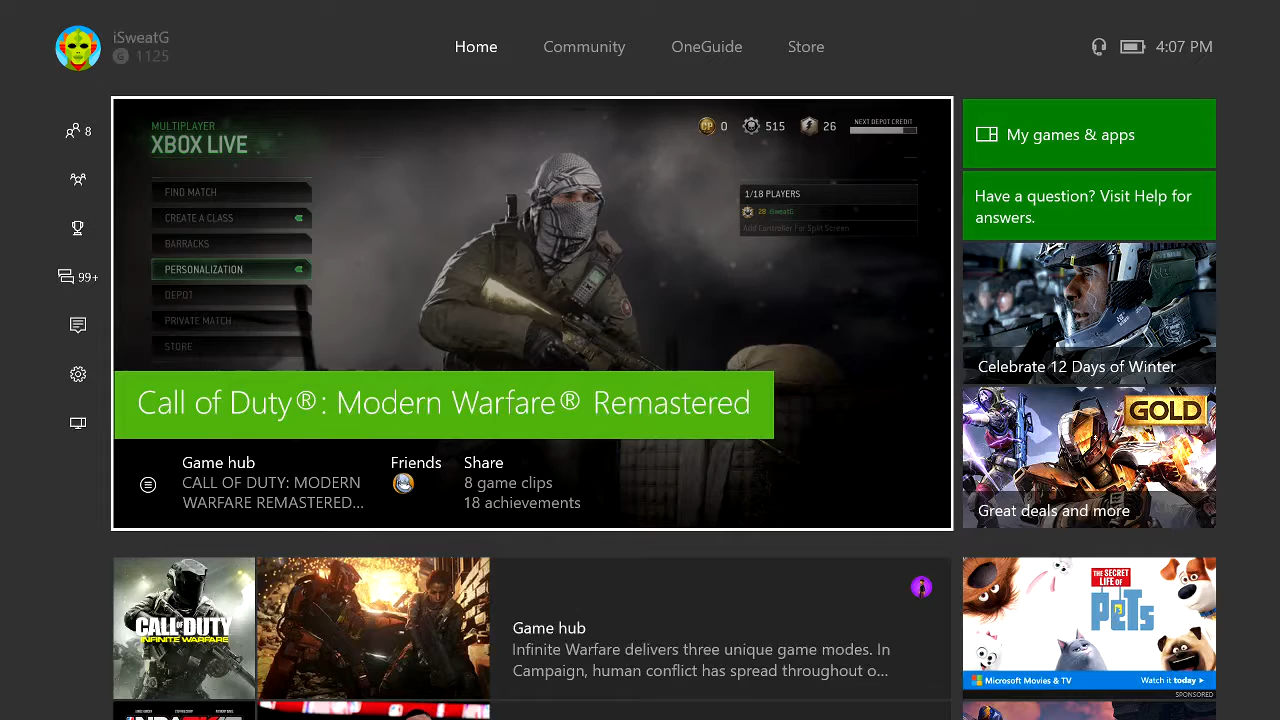 iSweatG
G 1125
Home
Community
OneGuide
Store
4:07 PM
8
99+
MULTIPLAYER
XBOX LIVE
FIND MATCH
CREATE A CLASS
BARRACKS
PERSONALIZATION
DEPOT
PRIVATE MATCH
STORE
CP 0
515
26
NEXT DEPOT CREDIT
1/18 PLAYERS
28 iSweatG
Add Controller For Split Screen
Call of Duty®: Modern Warfare® Remastered
Game hub
CALL OF DUTY: MODERN
WARFARE REMASTERED...
Friends
Share
8 game clips
18 achievements
My games & apps
Have a question? Visit Help for
answers.
Celebrate 12 Days of Winter
GOLD
Great deals and more
CALL OF DUTY
INFINITE WARFARE
Game hub
Infinite Warfare delivers three unique game modes. In
Campaign, human conflict has spread throughout o...
THE SECRET
LIFE OF
PETS
Microsoft Movies & TV
Watch it today ▸
SPONSORED